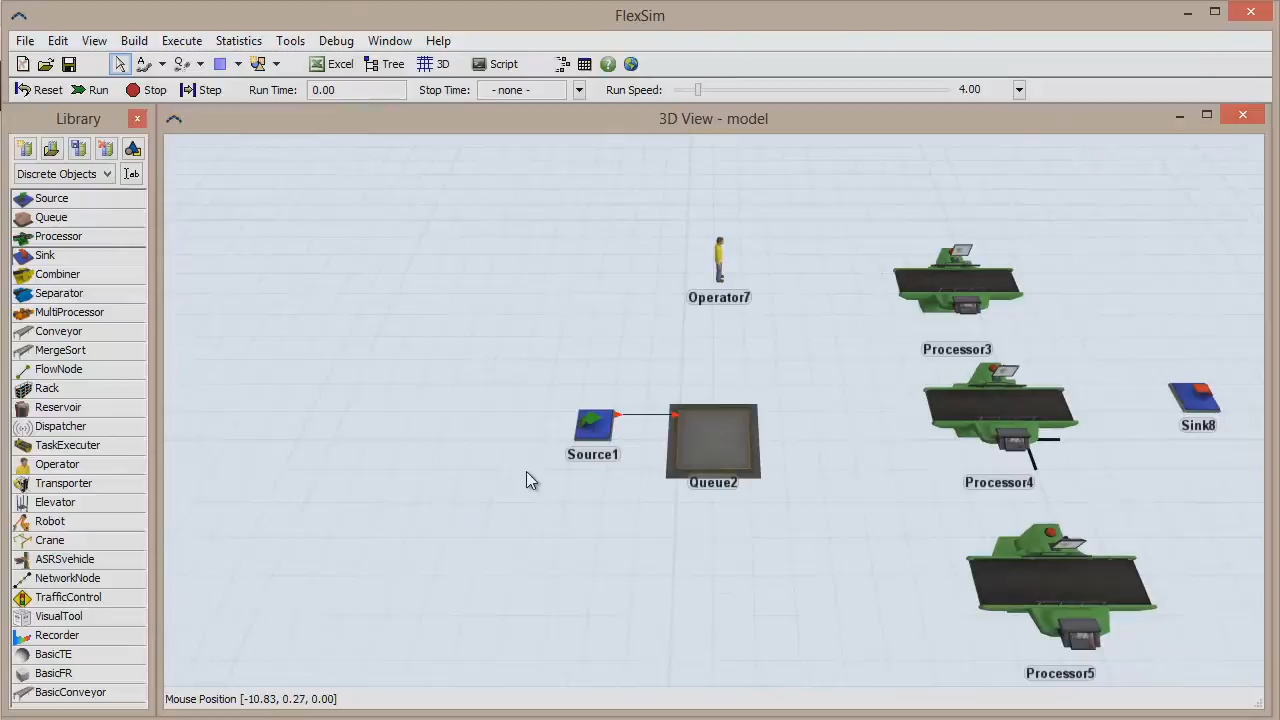 FlexSim
File Edit View Build Execute Statistics Tools Debug Window Help
Excel Tree 3D Script
Reset Run Stop Step Run Time: 0.00 Stop Time: - none - Run Speed: 4.00
Library
3D View - model
Discrete Objects
Source
Queue
Processor
Sink
Combiner
Separator
MultiProcessor
Conveyor
MergeSort
FlowNode
Rack
Reservoir
Dispatcher
TaskExecuter
Operator
Transporter
Elevator
Robot
Crane
ASRSvehide
NetworkNode
TrafficControl
VisualTool
Recorder
BasicTE
BasicFR
BasicConveyor
Operator7
Processor3
Sink8
Source1
Queue2
Processor4
Processor5
Mouse Position [-10.83, 0.27, 0.00]